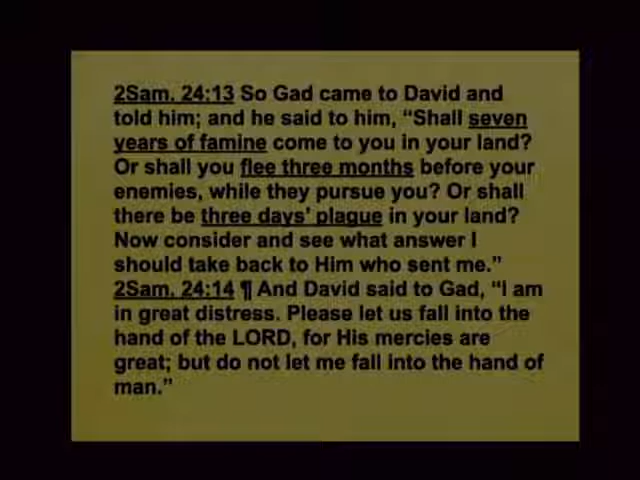 2Sam. 24:13 So Gad came to David and
told him; and he said to him, “Shall seven
years of famine come to you in your land?
Or shall you flee three months before your
enemies, while they pursue you? Or shall
there be three days’ plague in your land?
Now consider and see what answer I
should take back to Him who sent me.”
2Sam. 24:14 ¶ And David said to Gad, “I am
in great distress. Please let us fall into the
hand of the LORD, for His mercies are
great; but do not let me fall into the hand of
man.”